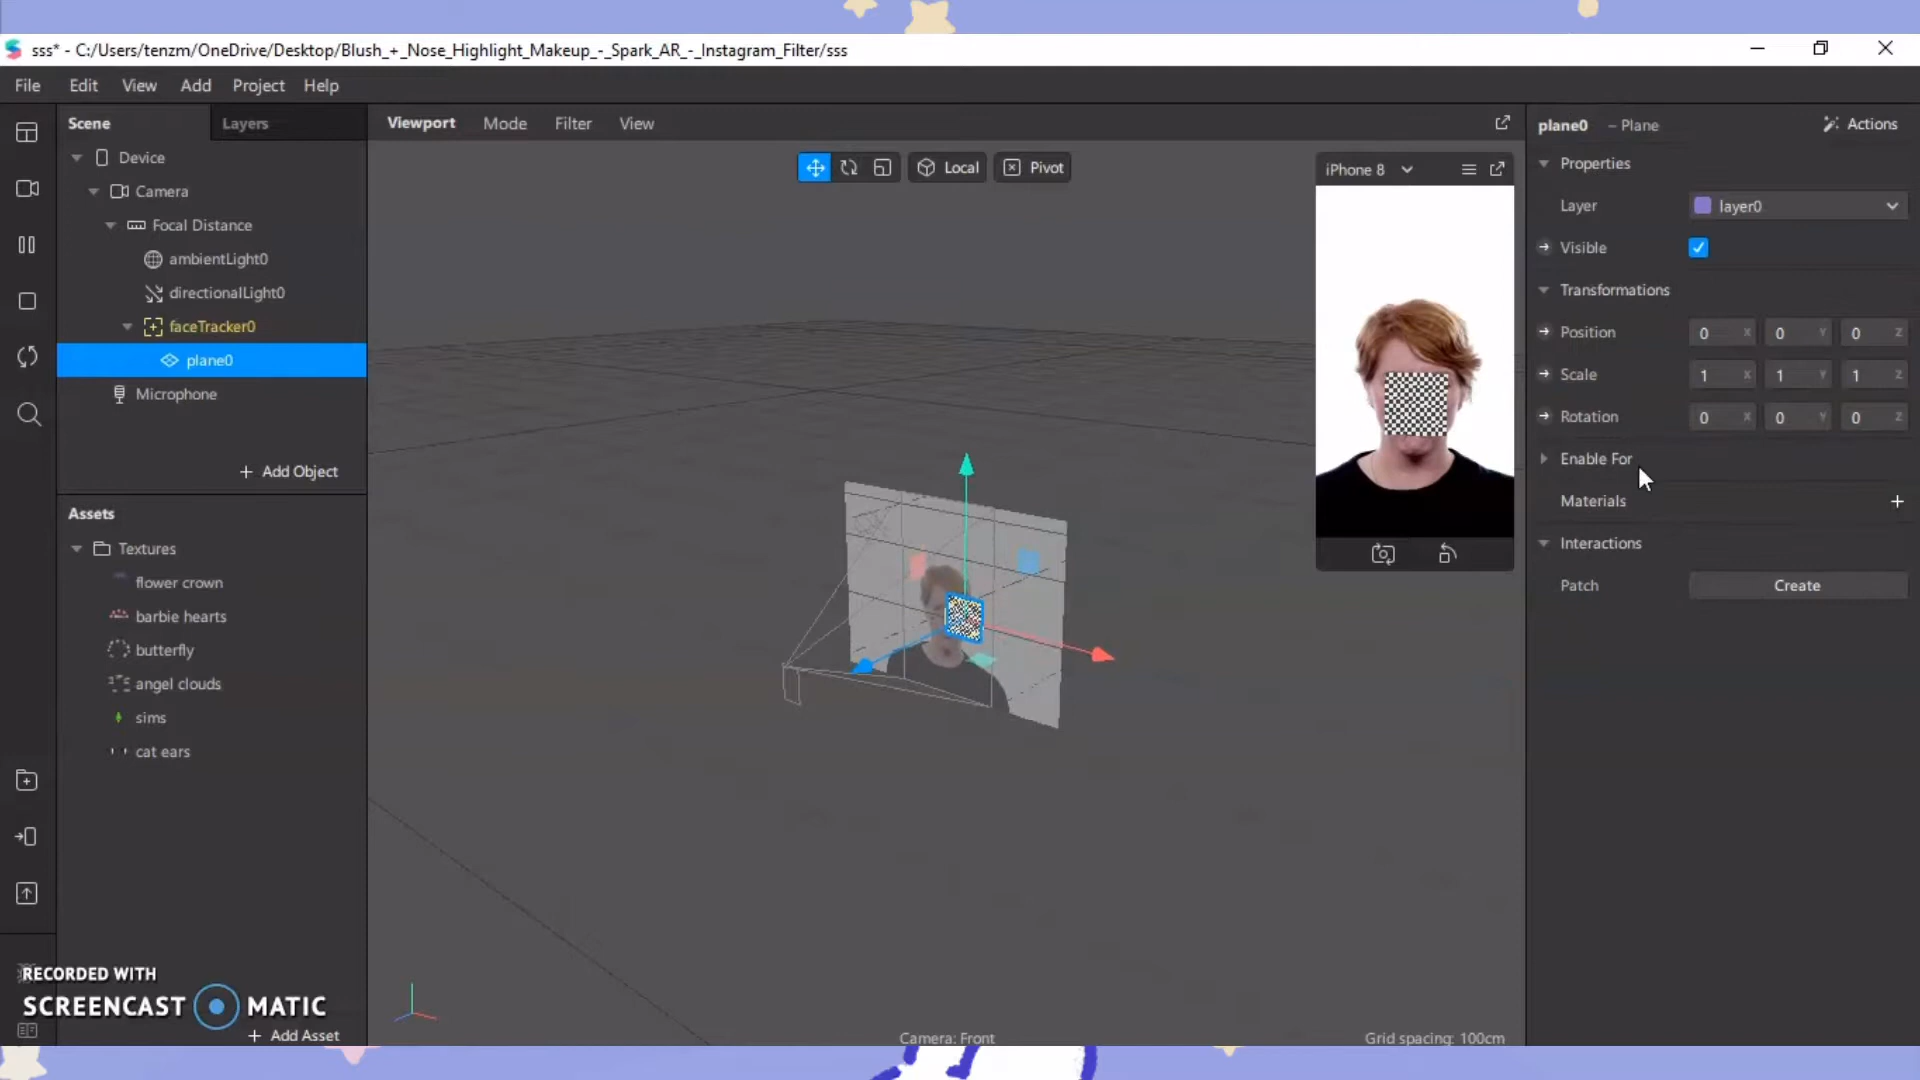 sss* - C:/Users/tenzm/OneDrive/Desktop/Blush_+_Nose_Highlight_Makeup_-_Spark_AR_-_Instagram_Filter/sss
File Edit View Add Project Help
Scene Layers
Device
Camera
Focal Distance
ambientLight0
directionalLight0
faceTracker0
plane0
Microphone
+ Add Object
Assets
Textures
flower crown
barbie hearts
butterfly
angel clouds
sims
cat ears
RECORDED WITH
SCREENCAST MATIC
+ Add Asset
Viewport Mode Filter View
Local Pivot
iPhone 8
Camera: Front
Grid spacing: 100cm
plane0 - Plane Actions
Properties
Layer layer0
Visible
Transformations
Position 0 X 0 Y 0 Z
Scale 1 X 1 Y 1 Z
Rotation 0 X 0 Y 0 Z
Enable For
Materials +
Interactions
Patch Create